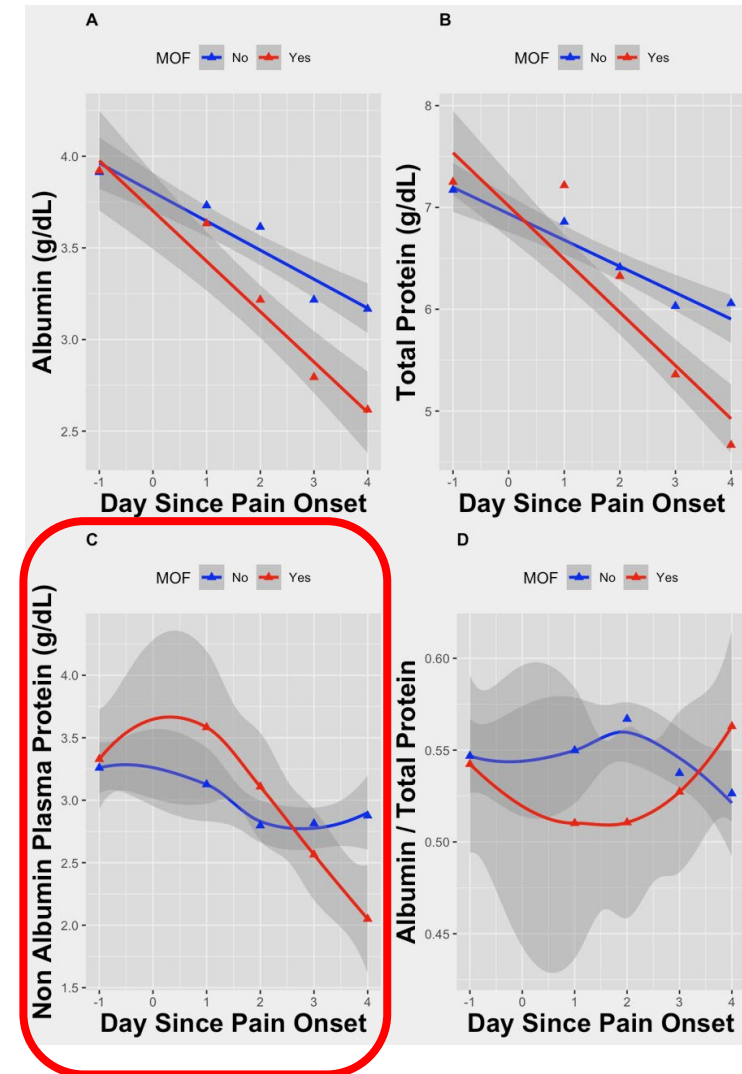 A
MOF No Yes
Albumin (g/dL)
4.0
3.5
3.0
2.5
-1 0 1 2 3 4
Day Since Pain Onset
B
MOF No Yes
Total Protein (g/dL)
8
7
6
5
-1 0 1 2 3 4
Day Since Pain Onset
C
MOF No Yes
Non Albumin Plasma Protein (g/dL)
4.0
3.5
3.0
2.5
2.0
1.5
-1 0 1 2 3 4
Day Since Pain Onset
D
MOF No Yes
Albumin / Total Protein
0.60
0.55
0.50
0.45
-1 0 1 2 3 4
Day Since Pain Onset